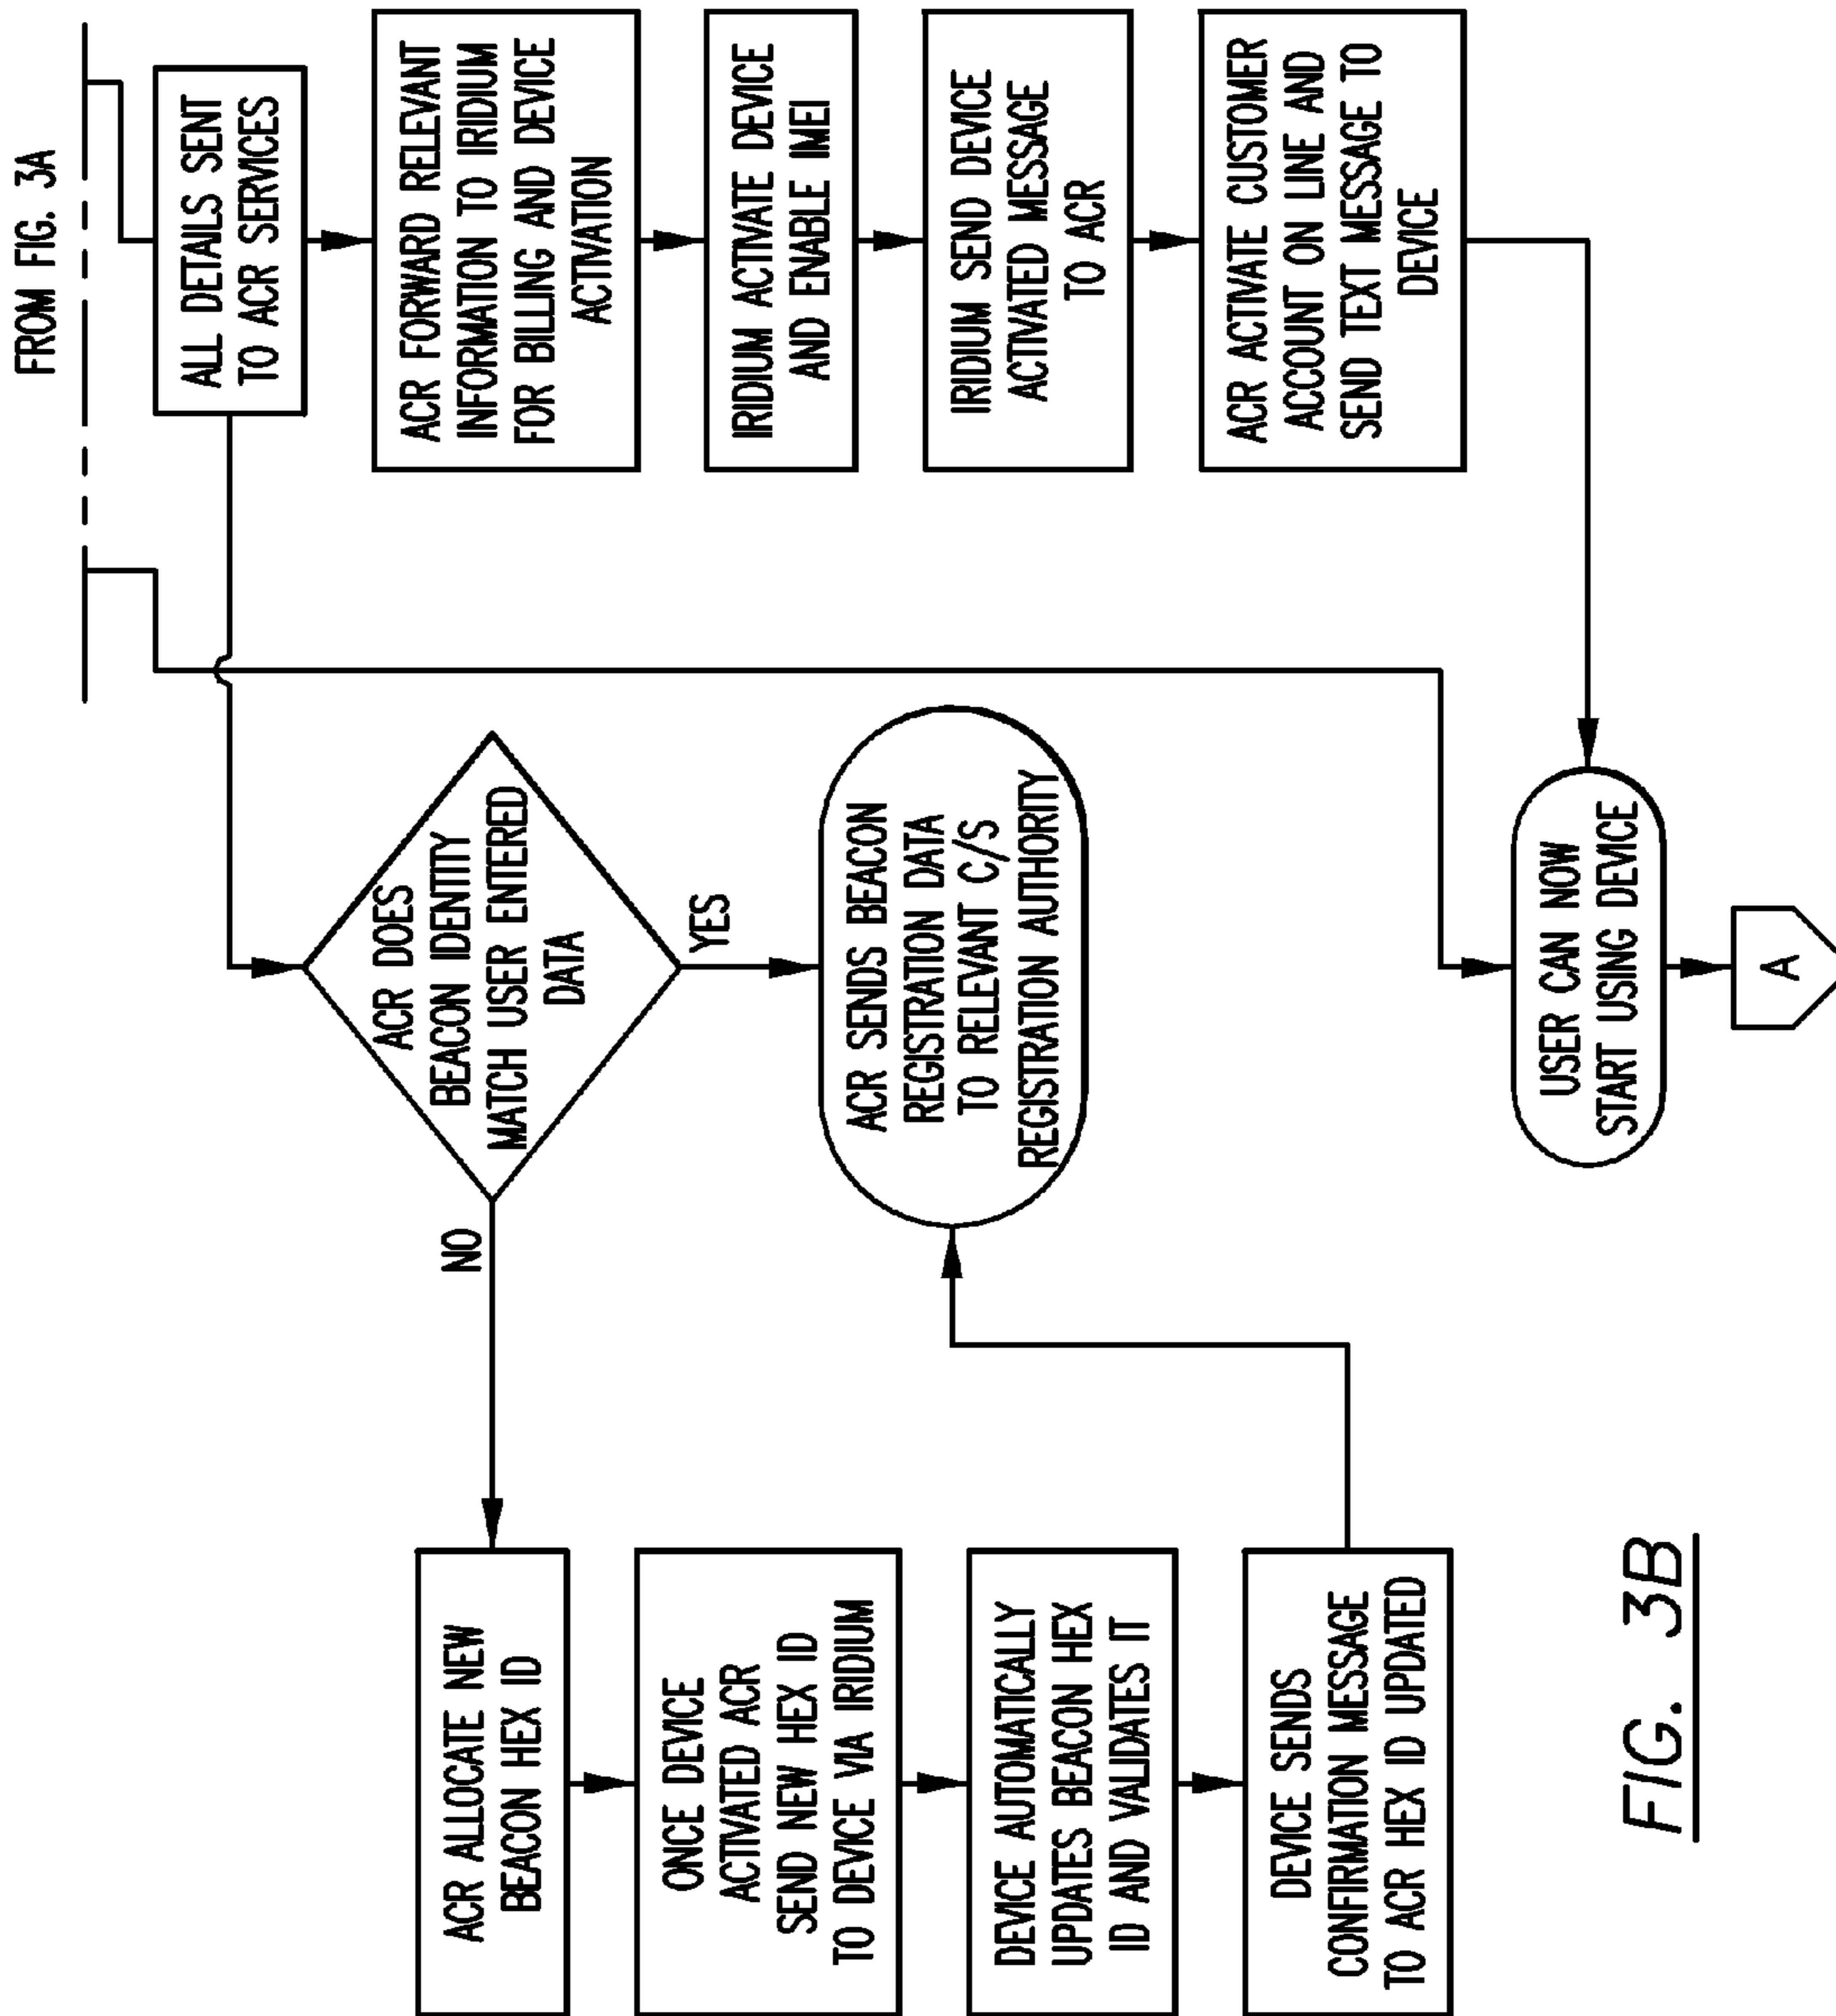 FROM FIG. 3A
ALL DETAILS SENT
TO ACR SERVICES
ACR FORWARD RELEVANT
INFORMATION TO IRIDIUM
FOR BILLING AND DEVICE
ACTIVATION
IRIDIUM ACTIVATE DEVICE
AND ENABLE IMEI
IRIDIUM SEND DEVICE
ACTIVATED MESSAGE
TO ACR
ACR ACTIVATE CUSTOMER
ACCOUNT ON LINE AND
SEND TEXT MESSAGE TO
DEVICE
ACR DOES
BEACON IDENTITY
MATCH USER ENTERED
DATA
NO
YES
ACR SENDS BEACON
REGISTRATION DATA
TO RELEVANT C/S
REGISTRATION AUTHORITY
ACR ALLOCATE NEW
BEACON HEX ID
ONCE DEVICE
ACTIVATED ACR
SEND NEW HEX ID
TO DEVICE VIA IRIDIUM
DEVICE AUTOMATICALLY
UPDATES BEACON HEX
ID AND VALIDATES IT
DEVICE SENDS
CONFIRMATION MESSAGE
TO ACR HEX ID UPDATED
USER CAN NOW
START USING DEVICE
A
FIG. 3B